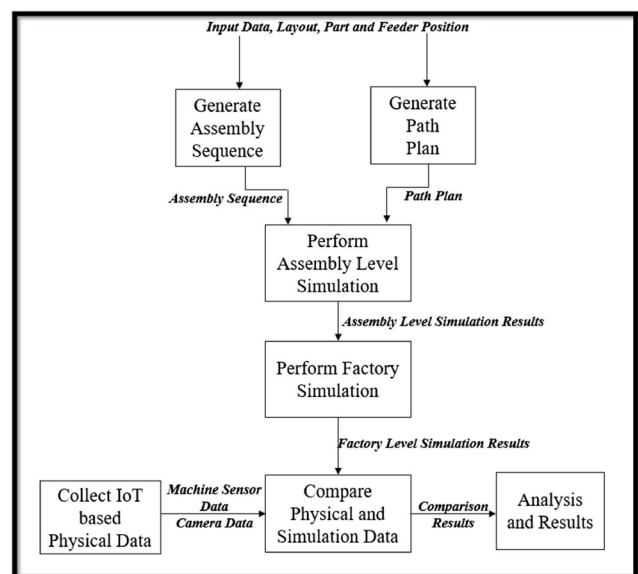 Input Data, Layout, Part and Feeder Position
Generate
Assembly
Sequence
Generate
Path
Plan
Assembly Sequence
Path Plan
Perform
Assembly Level
Simulation
Assembly Level Simulation Results
Perform Factory
Simulation
Factory Level Simulation Results
Collect IoT
based
Physical Data
Machine Sensor
Data
Camera Data
Compare
Physical and
Simulation Data
Comparison
Results
Analysis
and Results